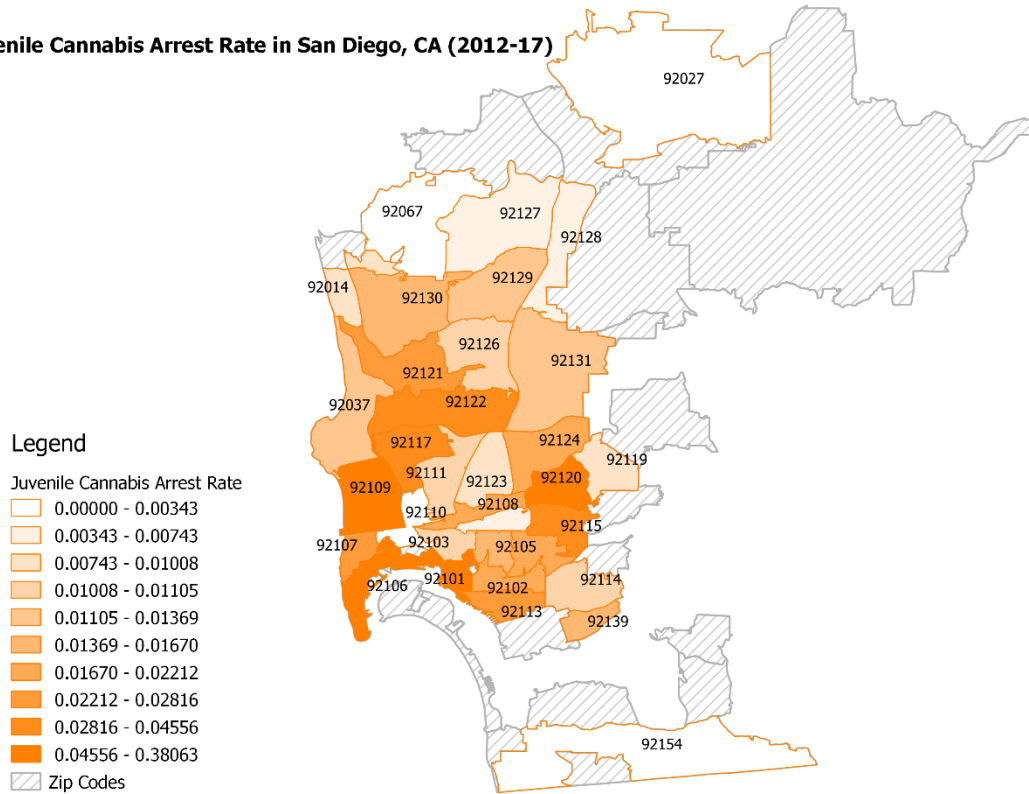 enile Cannabis Arrest Rate in San Diego, CA (2012-17)
92027
92067
92127
92128
92014
92130
92129
92126
92131
92121
92037
92122
92117
92124
92111
92119
92109
92123
92120
92110
92108
92115
92107
92103
92105
92106
92101
92102
92114
92113
92139
92154
Legend
Juvenile Cannabis Arrest Rate
0.00000 - 0.00343
0.00343 - 0.00743
0.00743 - 0.01008
0.01008 - 0.01105
0.01105 - 0.01369
0.01369 - 0.01670
0.01670 - 0.02212
0.02212 - 0.02816
0.02816 - 0.04556
0.04556 - 0.38063
Zip Codes